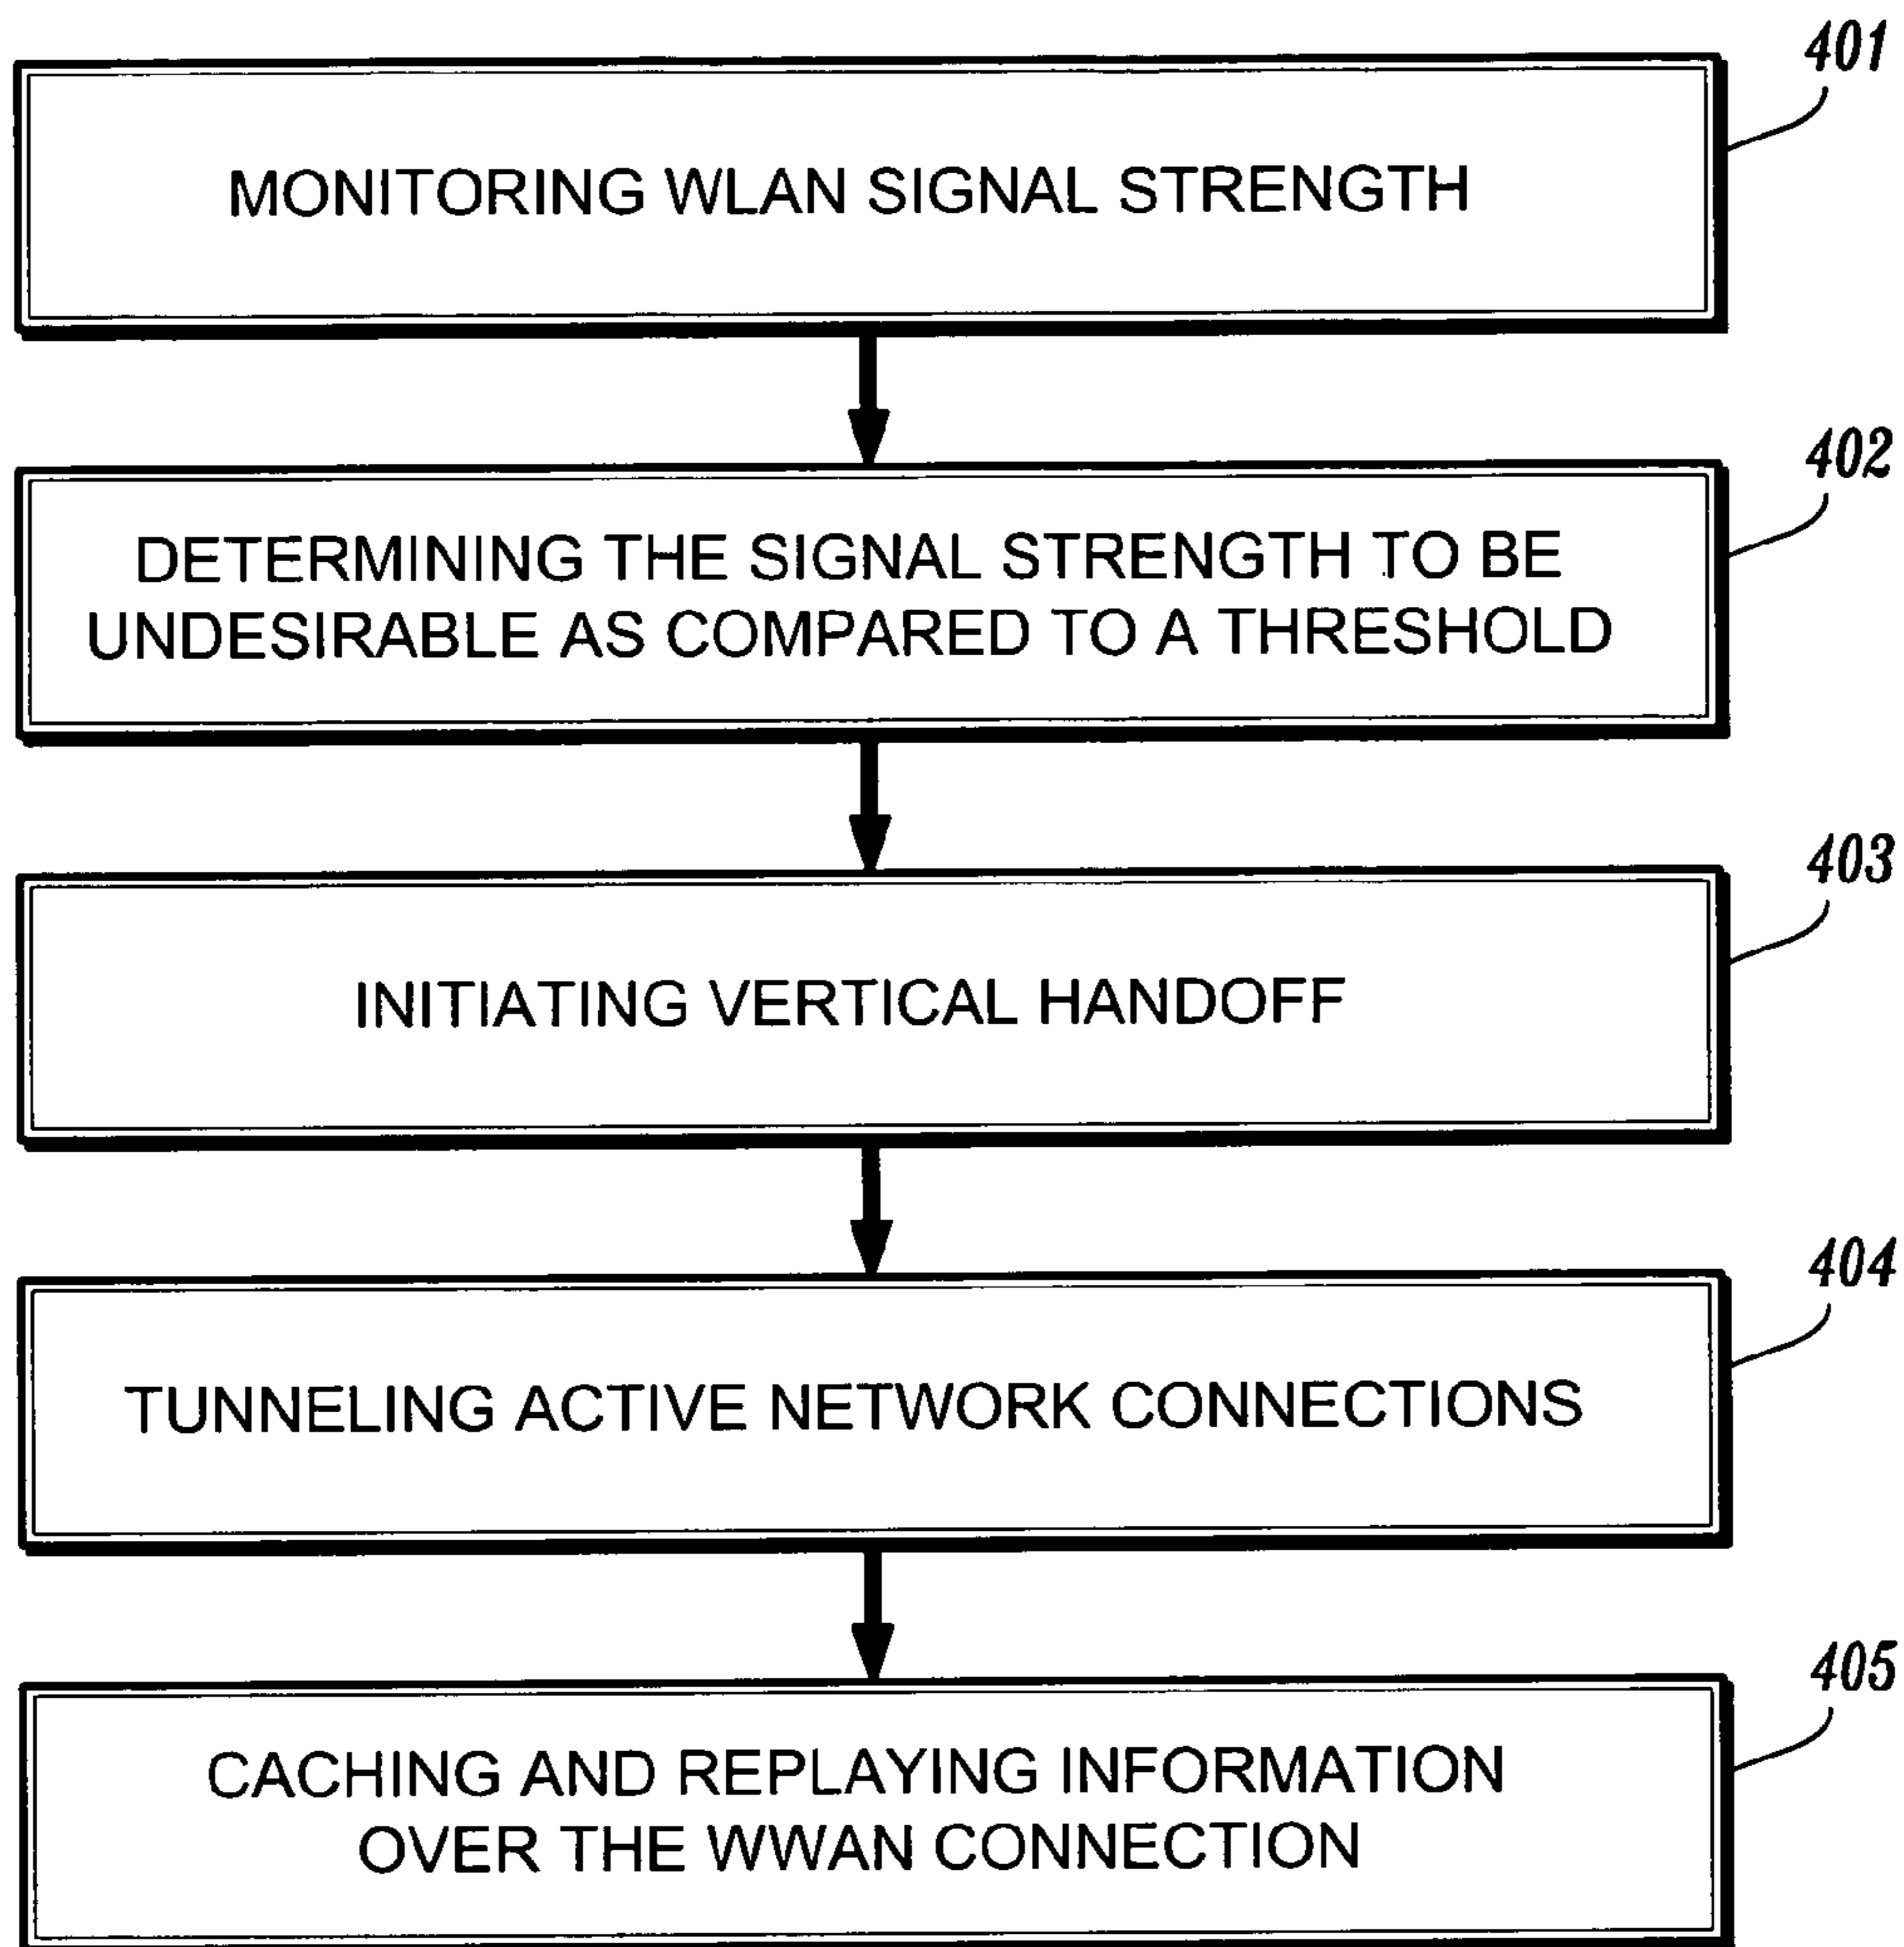 401
MONITORING WLAN SIGNAL STRENGTH
402
DETERMINING THE SIGNAL STRENGTH TO BE
UNDESIRABLE AS COMPARED TO A THRESHOLD
403
INITIATING VERTICAL HANDOFF
404
TUNNELING ACTIVE NETWORK CONNECTIONS
405
CACHING AND REPLAYING INFORMATION
OVER THE WWAN CONNECTION